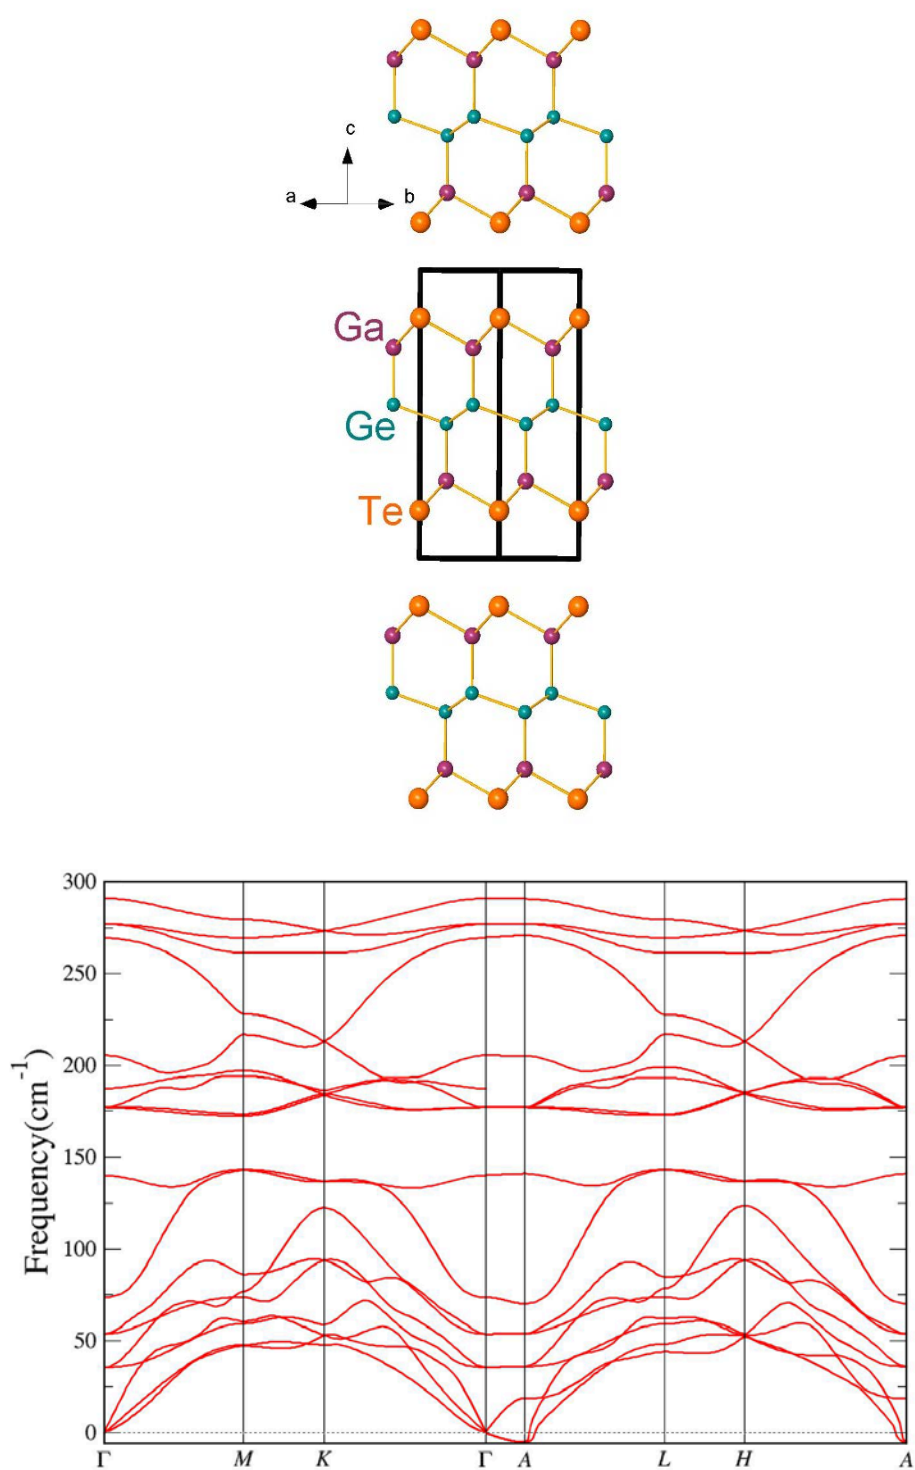 c
a b
Ga
Ge
Te
300
250
200
150
100
50
0
Frequency(cm⁻¹)
Γ M K Γ A L H A